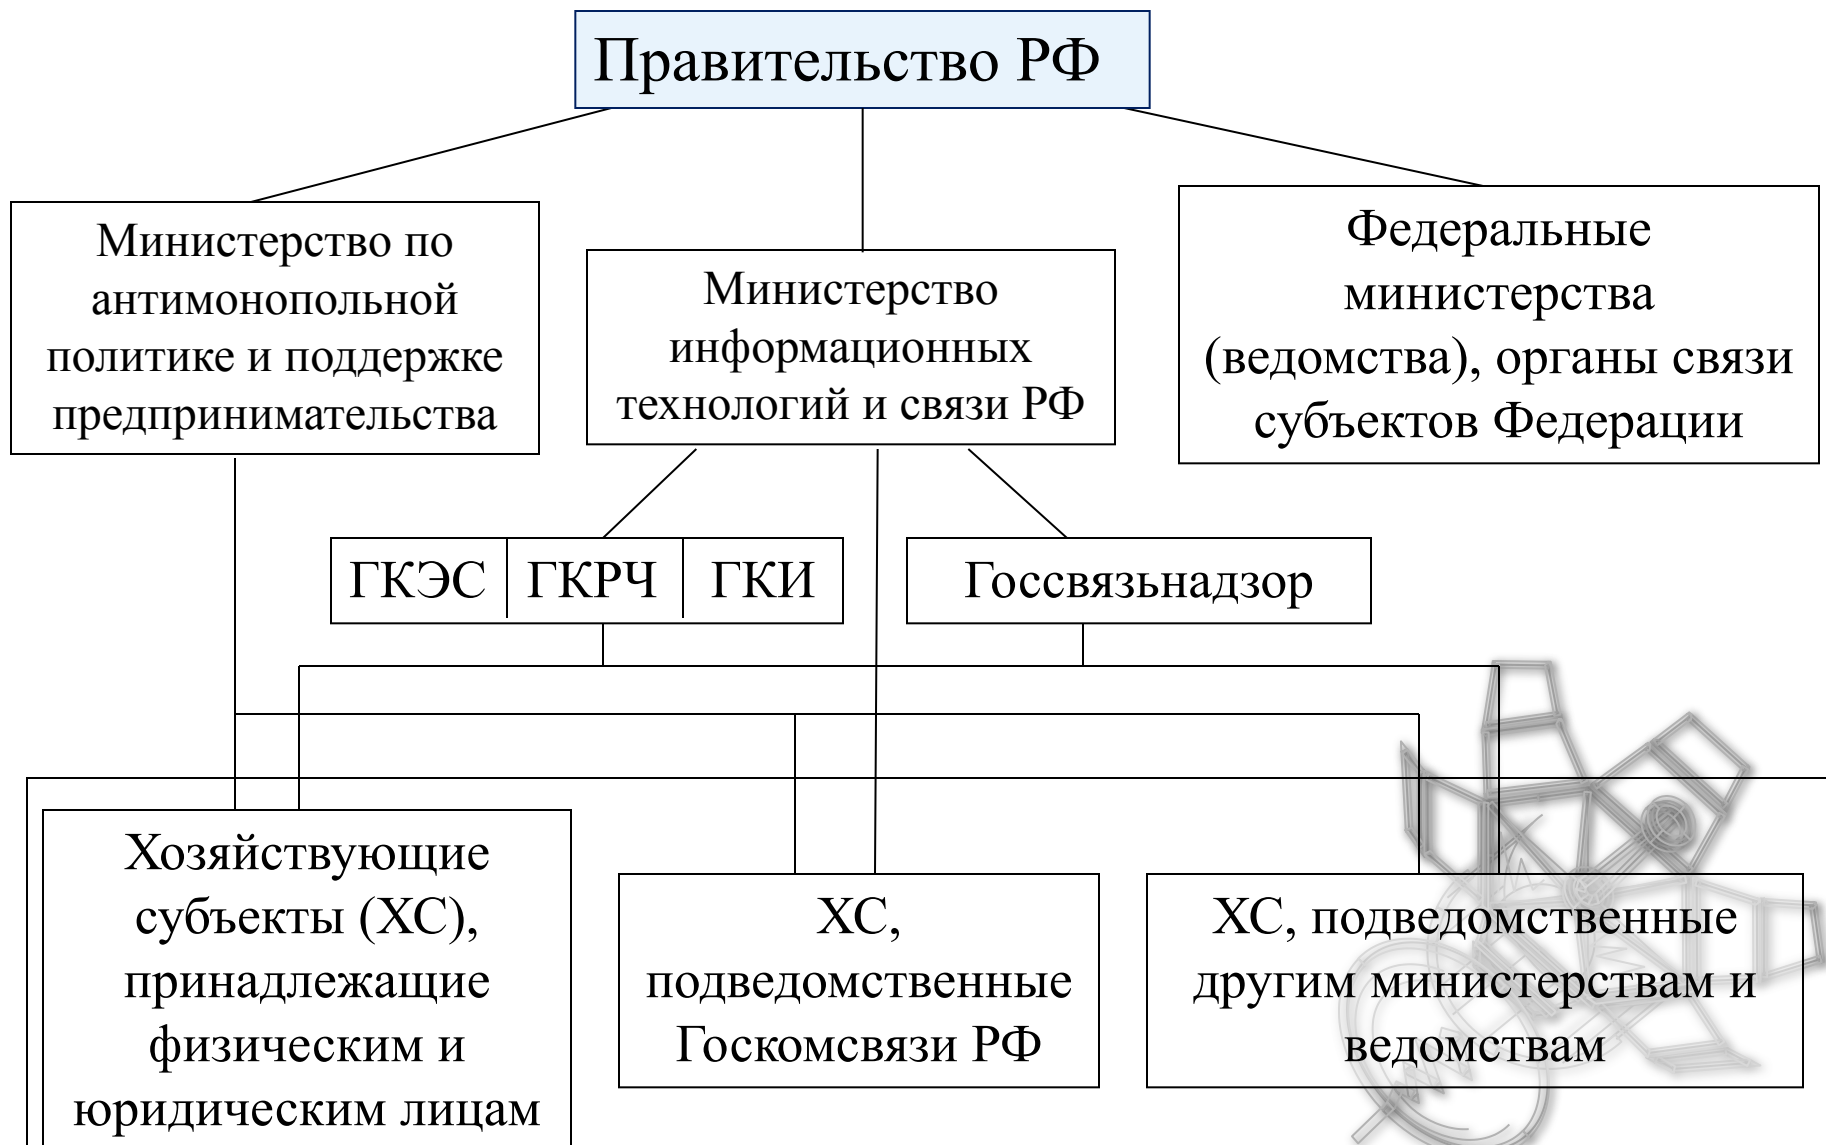 Правительство РФ
Министерство по
антимонопольной
политике и поддержке
предпринимательства
Министерство
информационных
технологий и связи РФ
Федеральные
министерства
(ведомства), органы связи
субъектов Федерации
ГКЭС
ГКРЧ
ГКИ
Госсвязьнадзор
Хозяйствующие
субъекты (ХС),
принадлежащие
физическим и
юридическим лицам
ХС,
подведомственные
Госкомсвязи РФ
ХС, подведомственные
другим министерствам и
ведомствам